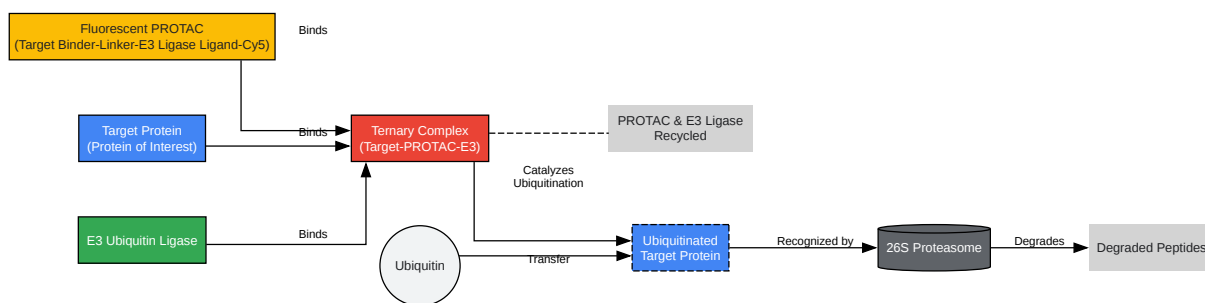 Fluorescent PROTAC
(Target Binder-Linker-E3 Ligase Ligand-Cy5)
Binds
Target Protein
(Protein of Interest)
Binds
Ternary Complex
(Target-PROTAC-E3)
PROTAC & E3 Ligase
Recycled
Catalyzes
Ubiquitination
E3 Ubiquitin Ligase
Binds
Ubiquitin
Transfer
Ubiquitinated
Target Protein
Recognized by
26S Proteasome
Degrades
Degraded Peptides